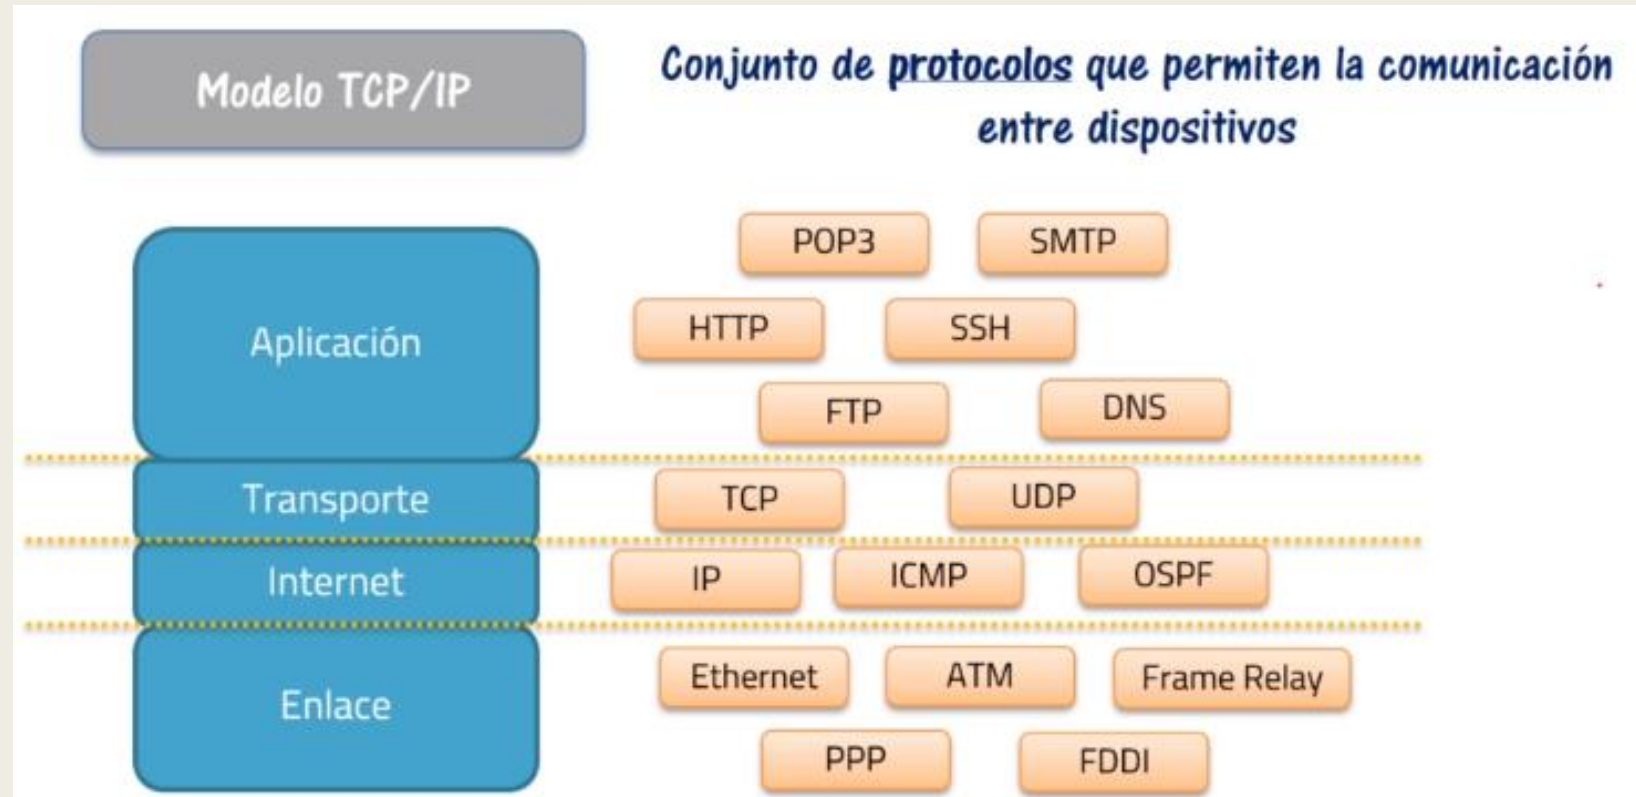 Modelo TCP/IP
Conjunto de protocolos que permiten la comunicación
entre dispositivos
POP3 SMTP
HTTP SSH
Aplicación
FTP DNS
Transporte TCP UDP
Internet IP ICMP OSPF
Ethernet ATM Frame Relay
Enlace
PPP FDDI